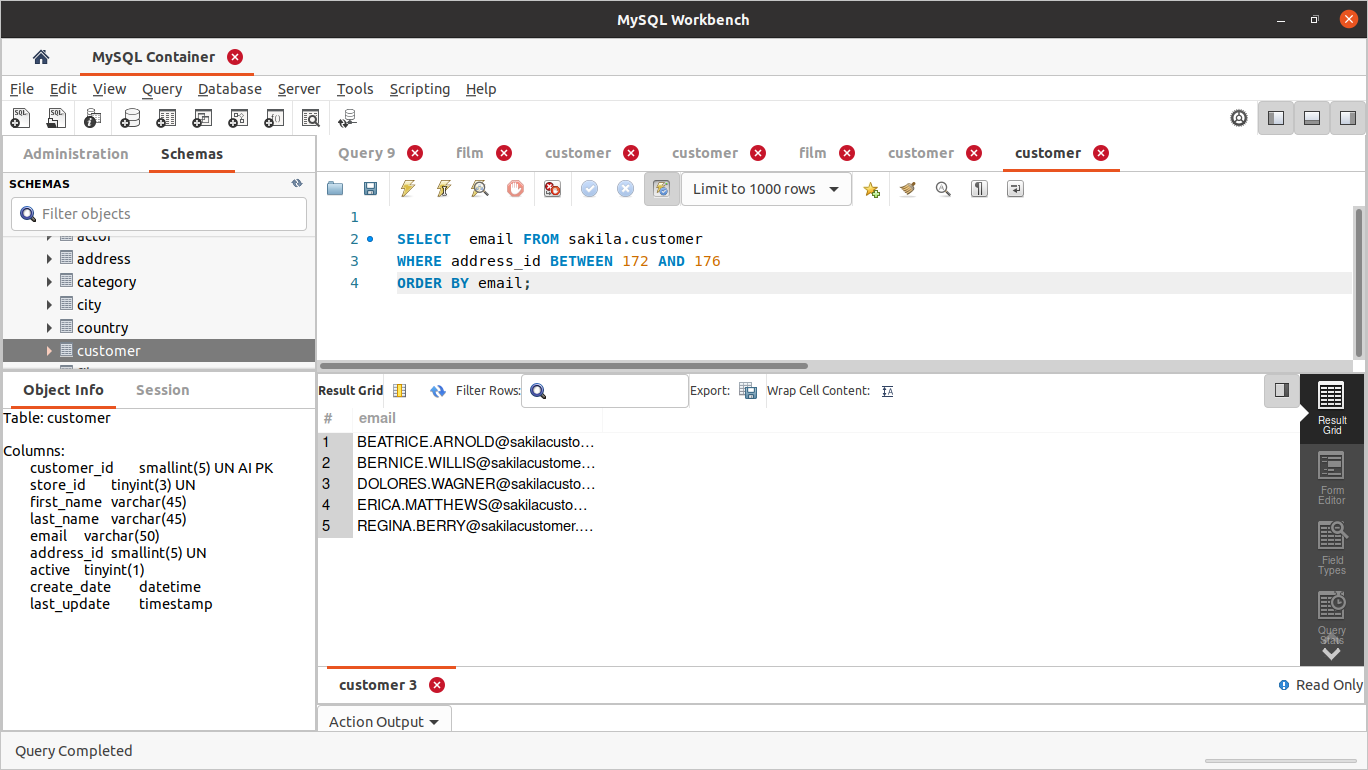 MySQL Workbench
MySQL Container
File Edit View Query Database Server Tools Scripting Help
Administration Schemas
SCHEMAS
Filter objects
actor
address
category
city
country
customer
Object Info Session
Table: customer
Columns:
customer_id smallint(5) UN AI PK
store_id tinyint(3) UN
first_name varchar(45)
last_name varchar(45)
email varchar(50)
address_id smallint(5) UN
active tinyint(1)
create_date datetime
last_update timestamp
Query 9 film customer customer film customer customer
Limit to 1000 rows
1
2 SELECT  email FROM sakila.customer
3 WHERE address_id BETWEEN 172 AND 176
4 ORDER BY email;
Result Grid Filter Rows: Export: Wrap Cell Content:
# email
1 BEATRICE.ARNOLD@sakilacusto…
2 BERNICE.WILLIS@sakilacustome…
3 DOLORES.WAGNER@sakilacusto…
4 ERICA.MATTHEWS@sakilacusto…
5 REGINA.BERRY@sakilacustomer.…
Result
Grid
Form
Editor
Field
Types
Query
Stats
customer 3
Read Only
Action Output
Query Completed